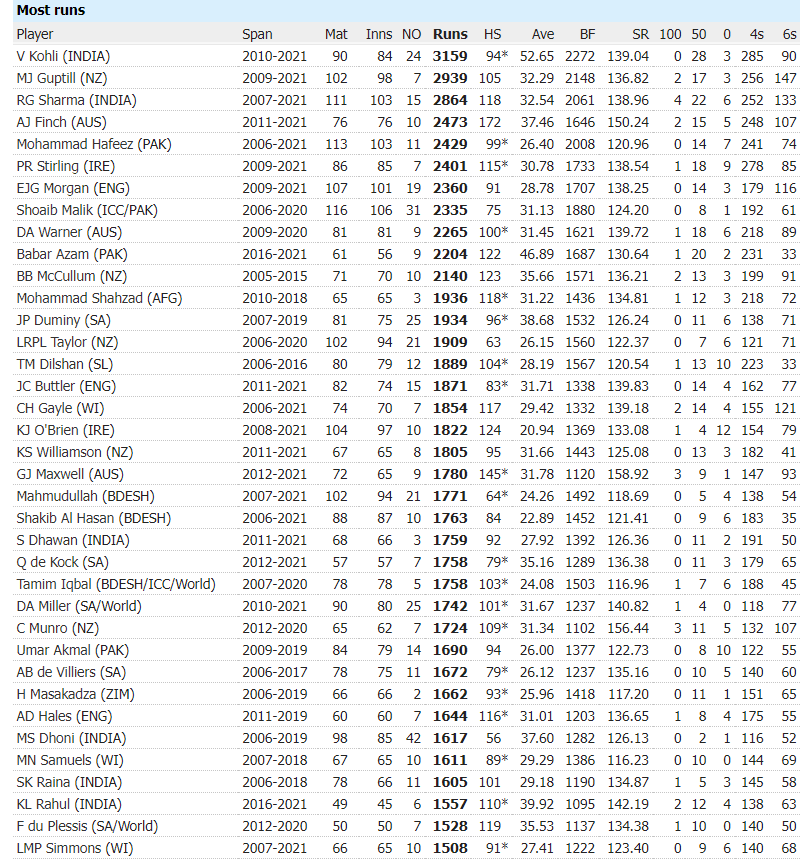 Most runs
Player Span Mat Inns NO Runs HS Ave BF SR 100 50 0 4s 6s
V Kohli (INDIA) 2010-2021 90 84 24 3159 94* 52.65 2272 139.04 0 28 3 285 90
MJ Guptill (NZ) 2009-2021 102 98 7 2939 105 32.29 2148 136.82 2 17 3 256 147
RG Sharma (INDIA) 2007-2021 111 103 15 2864 118 32.54 2061 138.96 4 22 6 252 133
AJ Finch (AUS) 2011-2021 76 76 10 2473 172 37.46 1646 150.24 2 15 5 248 107
Mohammad Hafeez (PAK) 2006-2021 113 103 11 2429 99* 26.40 2008 120.96 0 14 7 241 74
PR Stirling (IRE) 2009-2021 86 85 7 2401 115* 30.78 1733 138.54 1 18 9 278 85
EJG Morgan (ENG) 2009-2021 107 101 19 2360 91 28.78 1707 138.25 0 14 3 179 116
Shoaib Malik (ICC/PAK) 2006-2020 116 106 31 2335 75 31.13 1880 124.20 0 8 1 192 61
DA Warner (AUS) 2009-2020 81 81 9 2265 100* 31.45 1621 139.72 1 18 6 218 89
Babar Azam (PAK) 2016-2021 61 56 9 2204 122 46.89 1687 130.64 1 20 2 231 33
BB McCullum (NZ) 2005-2015 71 70 10 2140 123 35.66 1571 136.21 2 13 3 199 91
Mohammad Shahzad (AFG) 2010-2018 65 65 3 1936 118* 31.22 1436 134.81 1 12 3 218 72
JP Duminy (SA) 2007-2019 81 75 25 1934 96* 38.68 1532 126.24 0 11 6 138 71
LRPL Taylor (NZ) 2006-2020 102 94 21 1909 63 26.15 1560 122.37 0 7 6 121 71
TM Dilshan (SL) 2006-2016 80 79 12 1889 104* 28.19 1567 120.54 1 13 10 223 33
JC Buttler (ENG) 2011-2021 82 74 15 1871 83* 31.71 1338 139.83 0 14 4 162 77
CH Gayle (WI) 2006-2021 74 70 7 1854 117 29.42 1332 139.18 2 14 4 155 121
KJ O'Brien (IRE) 2008-2021 104 97 10 1822 124 20.94 1369 133.08 1 4 12 154 79
KS Williamson (NZ) 2011-2021 67 65 8 1805 95 31.66 1443 125.08 0 13 3 182 41
GJ Maxwell (AUS) 2012-2021 72 65 9 1780 145* 31.78 1120 158.92 3 9 1 147 93
Mahmudullah (BDESH) 2007-2021 102 94 21 1771 64* 24.26 1492 118.69 0 5 4 138 54
Shakib Al Hasan (BDESH) 2006-2021 88 87 10 1763 84 22.89 1452 121.41 0 9 6 183 35
S Dhawan (INDIA) 2011-2021 68 66 3 1759 92 27.92 1392 126.36 0 11 2 191 50
Q de Kock (SA) 2012-2021 57 57 7 1758 79* 35.16 1289 136.38 0 11 3 179 65
Tamim Iqbal (BDESH/ICC/World) 2007-2020 78 78 5 1758 103* 24.08 1503 116.96 1 7 6 188 45
DA Miller (SA/World) 2010-2021 90 80 25 1742 101* 31.67 1237 140.82 1 4 0 118 77
C Munro (NZ) 2012-2020 65 62 7 1724 109* 31.34 1102 156.44 3 11 5 132 107
Umar Akmal (PAK) 2009-2019 84 79 14 1690 94 26.00 1377 122.73 0 8 10 122 55
AB de Villiers (SA) 2006-2017 78 75 11 1672 79* 26.12 1237 135.16 0 10 5 140 60
H Masakadza (ZIM) 2006-2019 66 66 2 1662 93* 25.96 1418 117.20 0 11 1 151 65
AD Hales (ENG) 2011-2019 60 60 7 1644 116* 31.01 1203 136.65 1 8 4 175 55
MS Dhoni (INDIA) 2006-2019 98 85 42 1617 56 37.60 1282 126.13 0 2 1 116 52
MN Samuels (WI) 2007-2018 67 65 10 1611 89* 29.29 1386 116.23 0 10 0 144 69
SK Raina (INDIA) 2006-2018 78 66 11 1605 101 29.18 1190 134.87 1 5 3 145 58
KL Rahul (INDIA) 2016-2021 49 45 6 1557 110* 39.92 1095 142.19 2 12 4 138 63
F du Plessis (SA/World) 2012-2020 50 50 7 1528 119 35.53 1137 134.38 1 10 0 140 50
LMP Simmons (WI) 2007-2021 66 65 10 1508 91* 27.41 1222 123.40 0 9 6 140 68